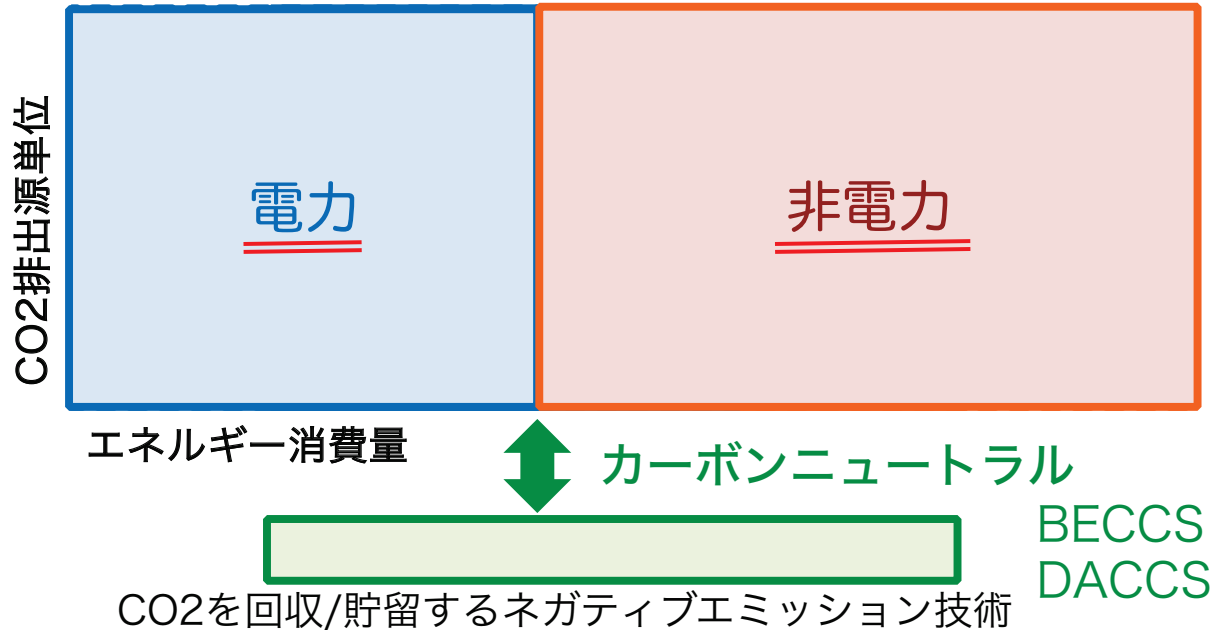 CO2排出源単位
電力
非電力
エネルギー消費量
カーボンニュートラル
BECCS
DACCS
CO2を回収/貯留するネガティブエミッション技術